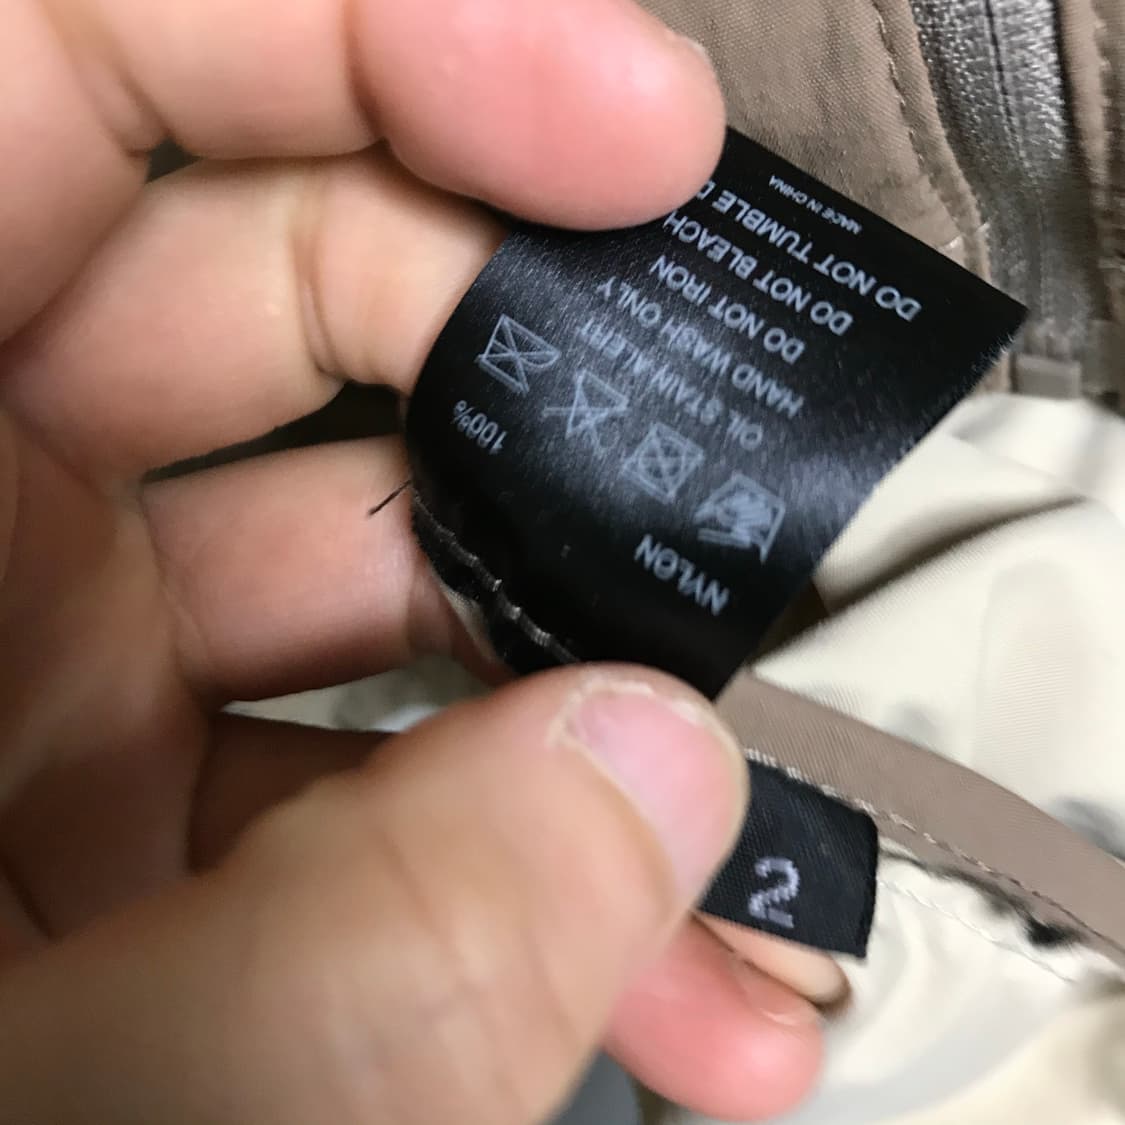 NYLON 100%
OIL STAIN ALERT
HAND WASH ONLY
DO NOT IRON
DO NOT BLEACH
DO NOT TUMBLE
MADE IN CHINA
2